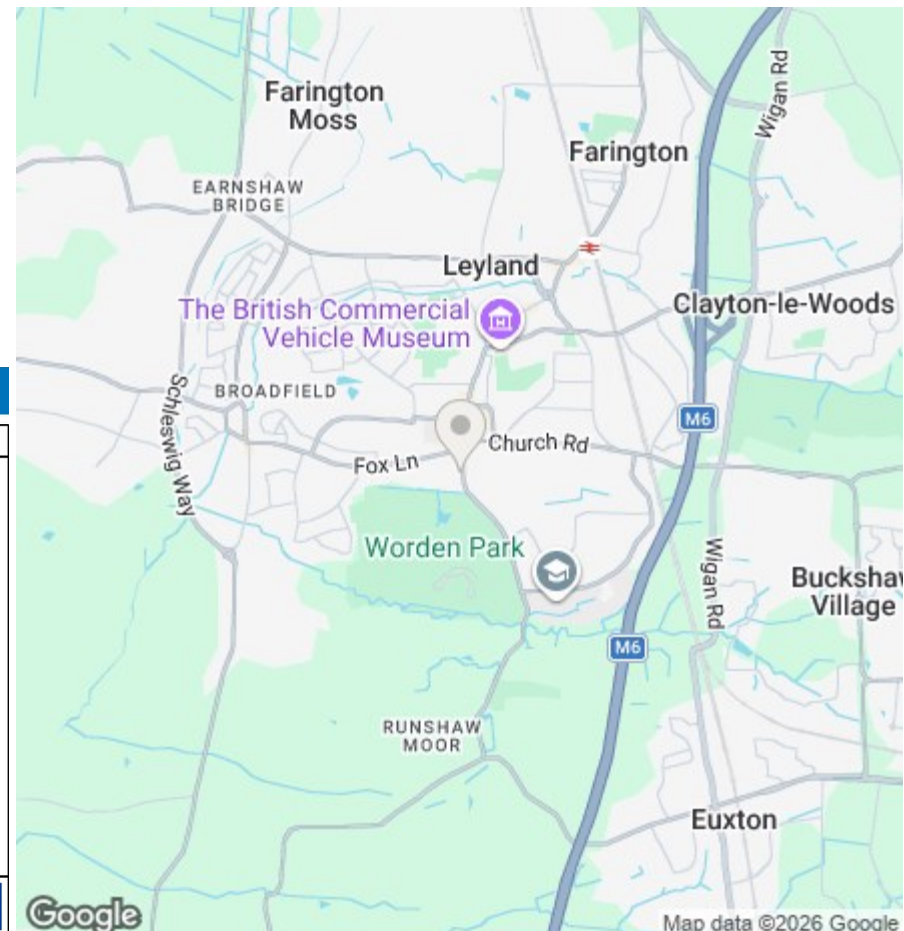 Farington
Moss
Wigan Rd
Farington
EARNSHAW
BRIDGE
Leyland
The British Commercial
Vehicle Museum
Clayton-le-Woods
Schleswig Way
BROADFIELD
M6
Church Rd
Fox Ln
Worden Park
Wigan Rd
Buckshaw
Village
M6
RUNSHAW
MOOR
Euxton
Google
Map data ©2026 Google